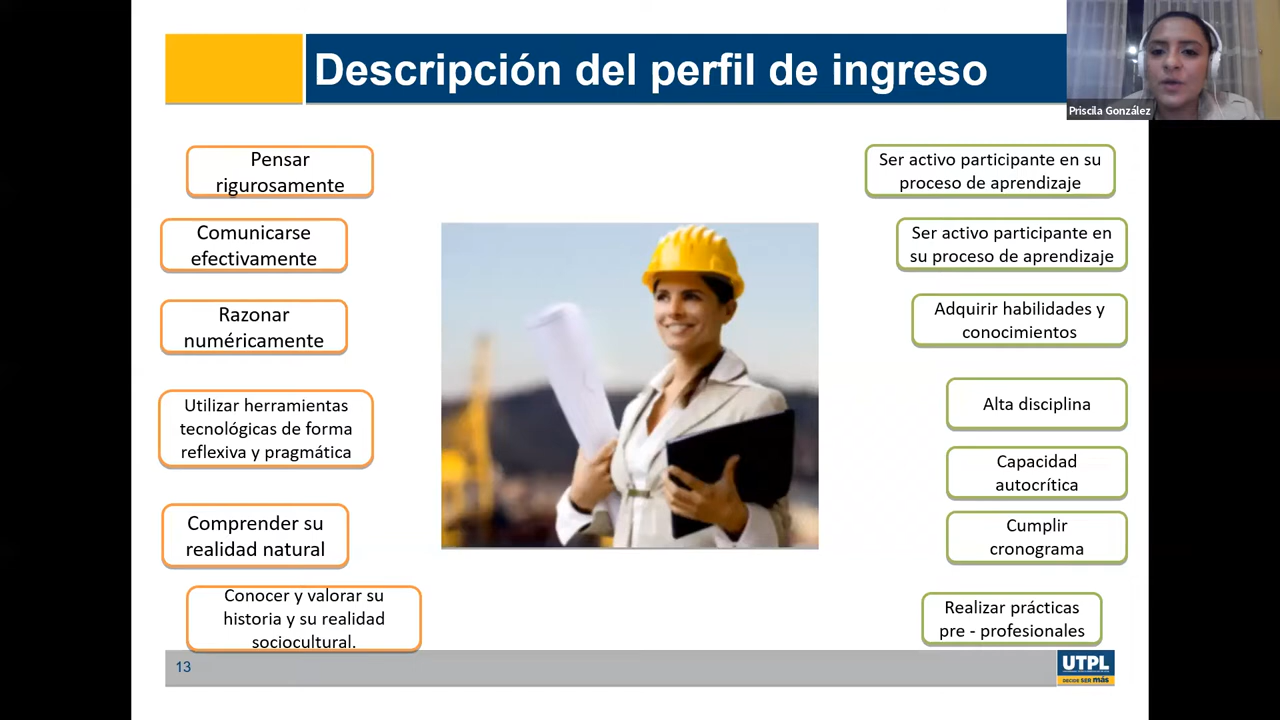 Descripción del perfil de ingreso
Priscila González
Pensar
rigurosamente
Comunicarse
efectivamente
Razonar
numéricamente
Utilizar herramientas
tecnológicas de forma
reflexiva y pragmática
Comprender su
realidad natural
Conocer y valorar su
historia y su realidad
sociocultural.
Ser activo participante en su
proceso de aprendizaje
Ser activo participante en
su proceso de aprendizaje
Adquirir habilidades y
conocimientos
Alta disciplina
Capacidad
autocrítica
Cumplir
cronograma
Realizar prácticas
pre - profesionales
13
UTPL
DECIDE SER más